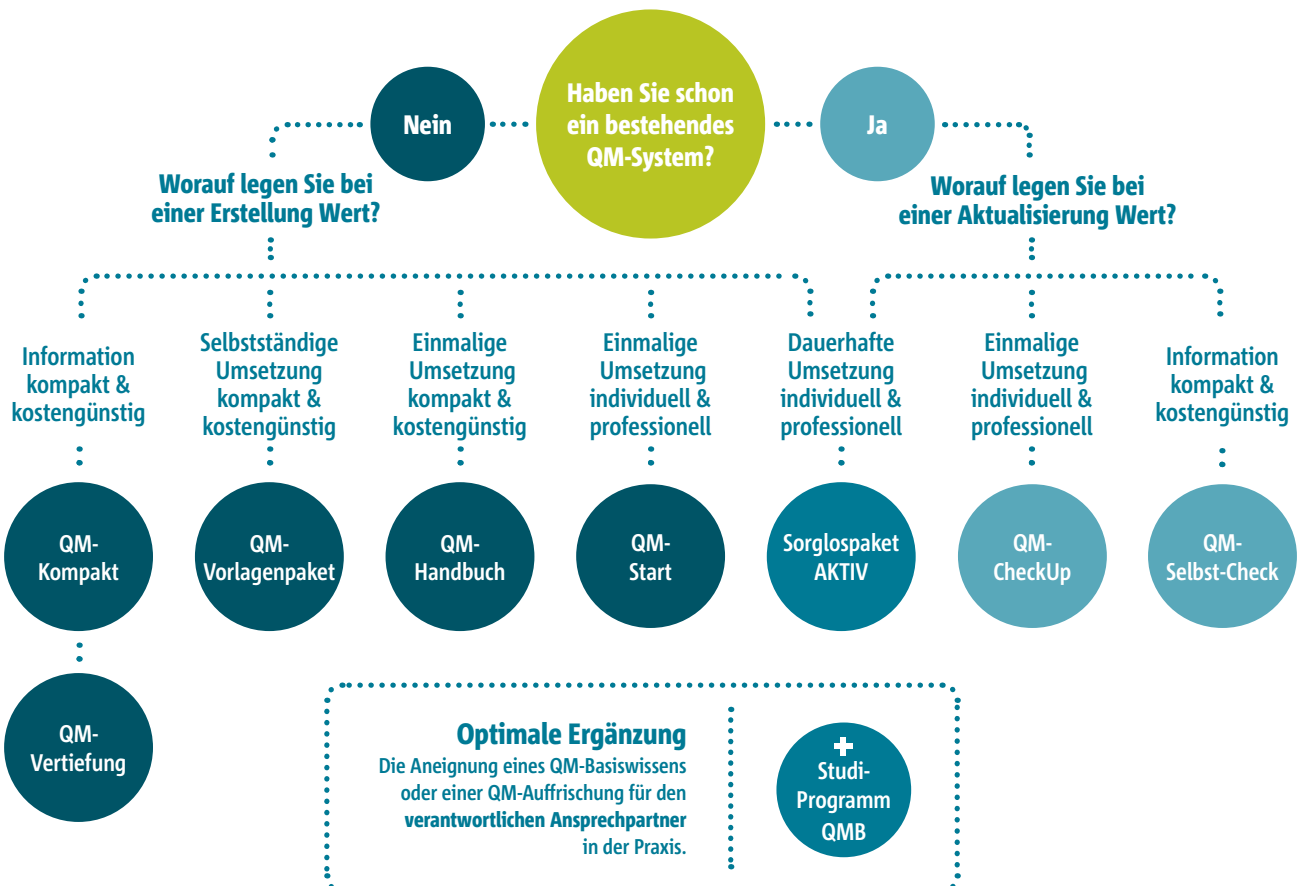 Haben Sie schon
ein bestehendes
QM-System?
Nein
Ja
Worauf legen Sie bei
einer Erstellung Wert?
Worauf legen Sie bei
einer Aktualisierung Wert?
Information
kompakt &
kostengünstig
Selbstständige
Umsetzung
kompakt &
kostengünstig
Einmalige
Umsetzung
kompakt &
kostengünstig
Einmalige
Umsetzung
individuell &
professionell
Dauerhafte
Umsetzung
individuell &
professionell
Einmalige
Umsetzung
individuell &
professionell
Information
kompakt &
kostengünstig
QM-
Kompakt
QM-
Vorlagenpaket
QM-
Handbuch
QM-
Start
Sorglospaket
AKTIV
QM-
CheckUp
QM-
Selbst-Check
QM-
Vertiefung
Optimale Ergänzung
Die Aneignung eines QM-Basiswissens
oder einer QM-Auffrischung für den
verantwortlichen Ansprechpartner
in der Praxis.
+
Studi-
Programm
QMB